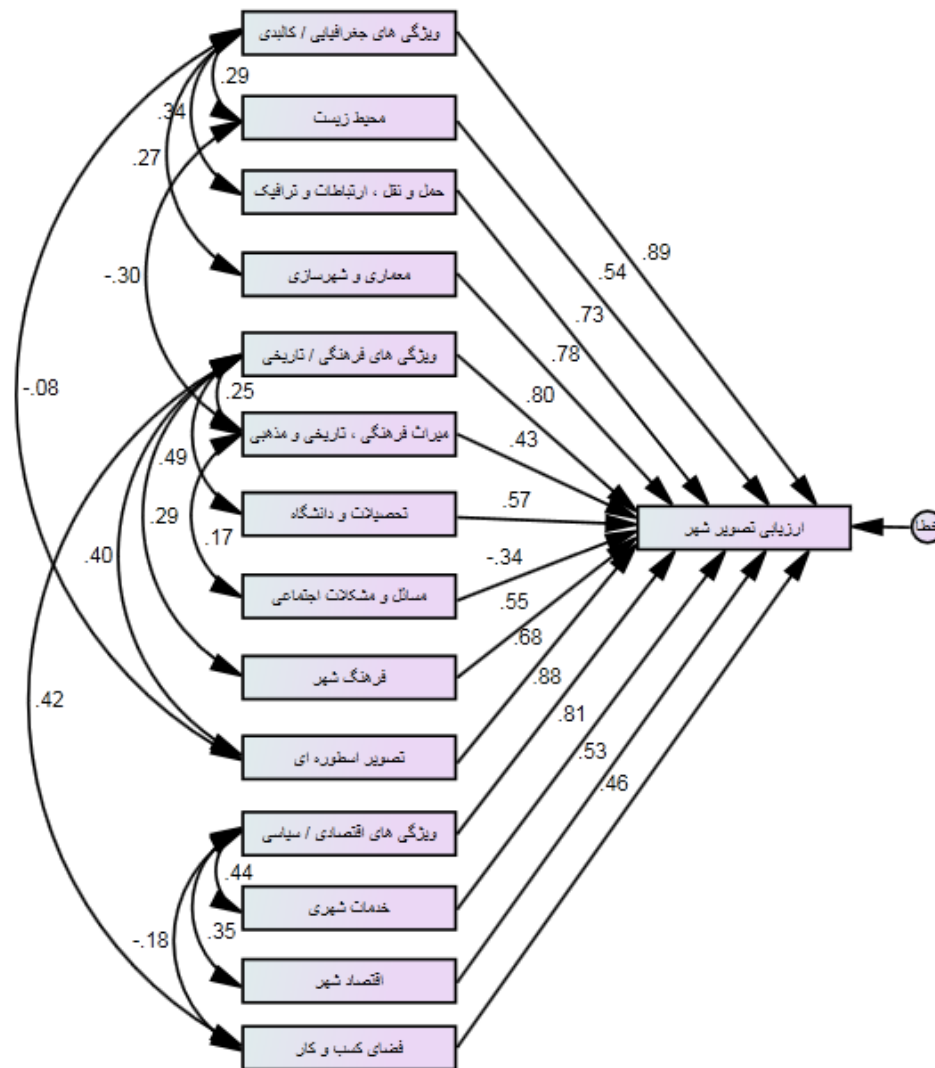 ویژگی های جغرافیایی / کالبدی
.29
.34
محیط زیست
.27
حمل و نقل ، ارتباطات و ترافیک
.89
-.30
معماری و شهرسازی
.54
.73
.78
ویژگی های فرهنگی / تاریخی
-.08
.25
.80
میراث فرهنگی ، تاریخی و مذهبی
.43
.49
تحصیلات و دانشگاه
.57
.29
.17
ارزیابی تصویر شهر
خطا
.40
-.34
مسائل و مشکلات اجتماعی
.55
.68
فرهنگ شهر
.88
.42
.81
تصویر اسطوره ای
.53
.46
ویژگی های اقتصادی / سیاسی
.44
خدمات شهری
-.18
.35
اقتصاد شهر
فضای کسب و کار